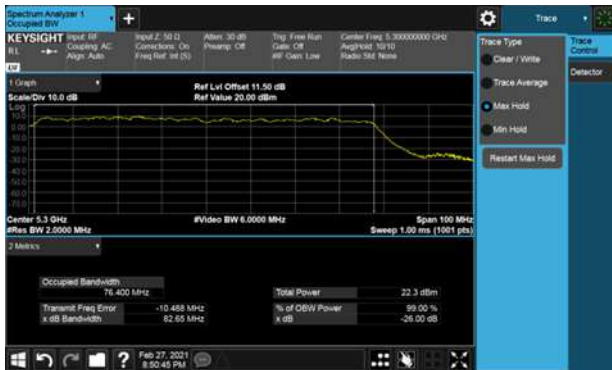 Spectrum Analyzer 1
Occupied BW
+
Trace
KEYSIGHT
Input: RF
Input Z: 50 Ω
Atten: 30 dB
Trig: Free Run
Center Freq: 5.300000000 GHz
RL
Coupling: AC
Corrections: On
Preamp: Off
Gate: Off
Avg|Hold: 10/10
Align: Auto
Freq Ref: Int (S)
#IF Gain: Low
Radio Std: None
1 Graph
Ref Lvl Offset 11.50 dB
Scale/Div 10.0 dB
Ref Value 20.00 dBm
Log
10.0
0.00
-10.0
-20.0
-30.0
-40.0
-50.0
-60.0
-70.0
Center 5.3 GHz
#Video BW 6.0000 MHz
Span 100 MHz
#Res BW 2.0000 MHz
Sweep 1.00 ms (1001 pts)
2 Metrics
Occupied Bandwidth
76.400 MHz
Total Power
22.3 dBm
Transmit Freq Error
-10.488 MHz
% of OBW Power
99.00 %
x dB Bandwidth
82.65 MHz
x dB
-26.00 dB
Trace Type
Clear / Write
Trace Average
Max Hold
Min Hold
Restart Max Hold
Trace
Control
Detector
?
Feb 27, 2021
8:50:45 PM